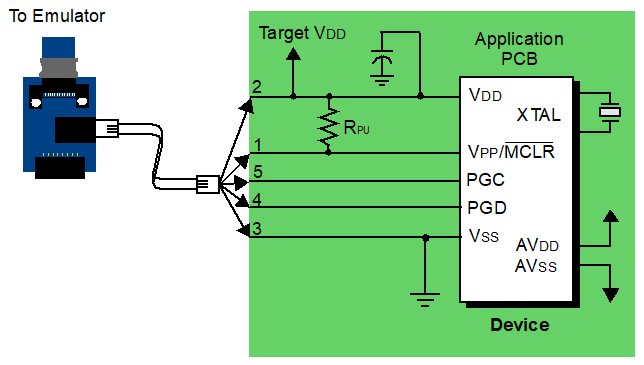 To Emulator
Target VDD
Application
PCB
2
VDD
XTAL
RPU
1
VPP/MCLR
5
PGC
4
PGD
3
VSS
AVDD
AVSS
Device